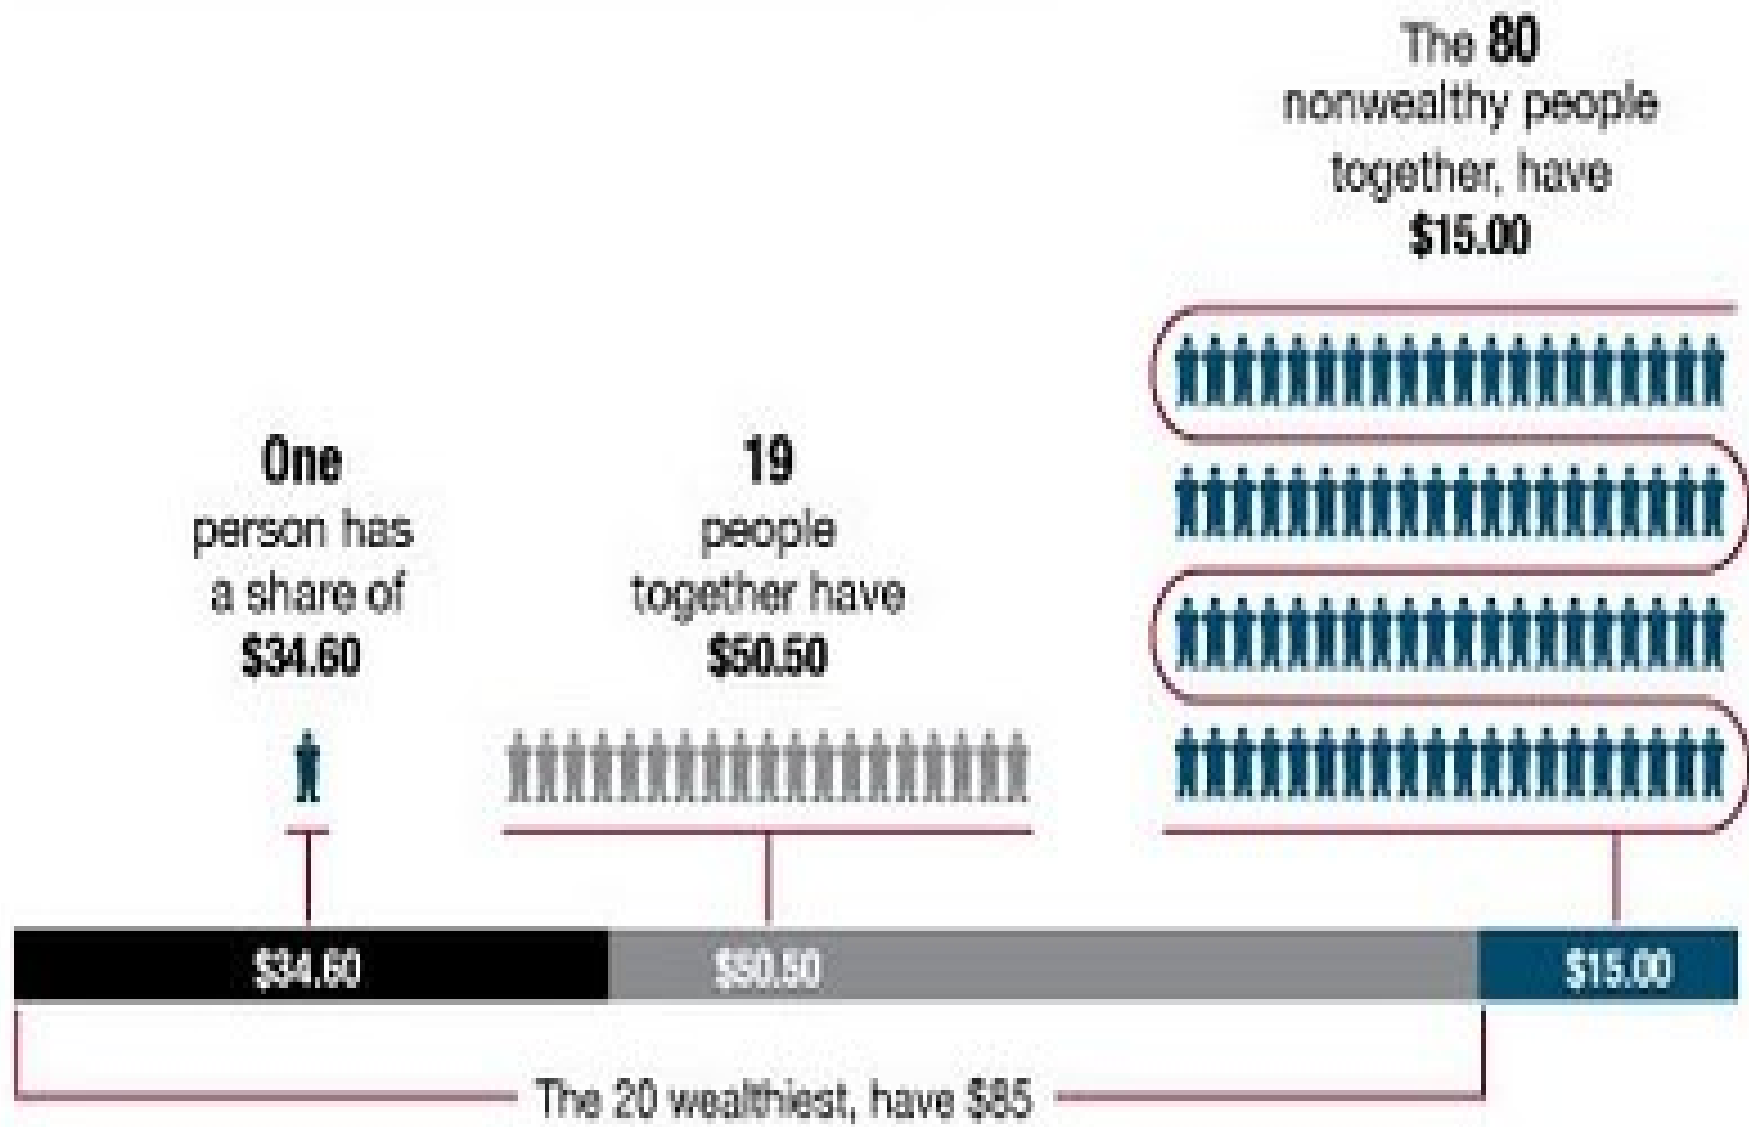 The 80
nonwealthy people
together, have
$15.00
One
person has
a share of
$34.60
19
people
together have
$50.50
$34.60
$50.50
$15.00
The 20 wealthiest, have $85